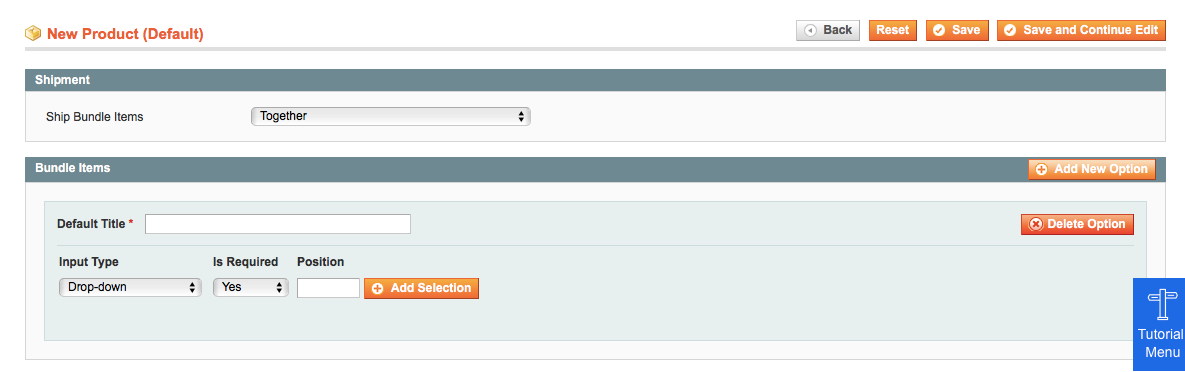 New Product (Default)
Back
Reset
Save
Save and Continue Edit
Shipment
Ship Bundle Items
Together
Bundle Items
Add New Option
Default Title *
Delete Option
Input Type
Is Required
Position
Drop-down
Yes
Add Selection
Tutorial
Menu